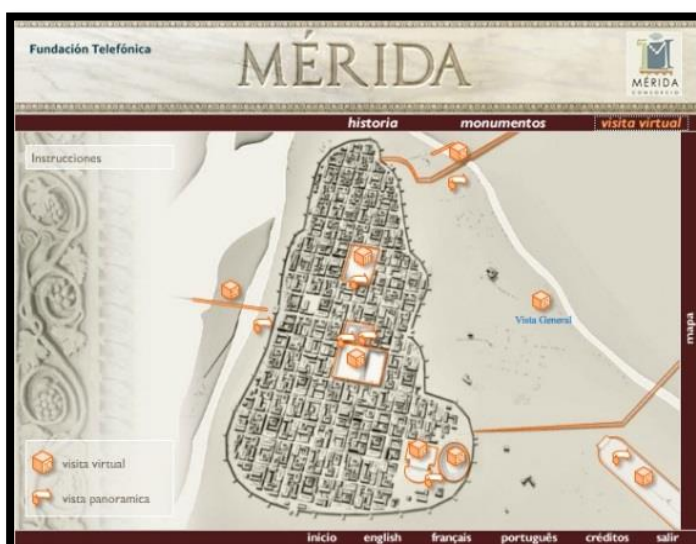 Fundación Telefónica
MÉRIDA
MÉRIDA
CONSORCIO
historia monumentos visita virtual
Instrucciones
Vista General
mapa
visita virtual
vista panoramica
inicio english français português créditos salir